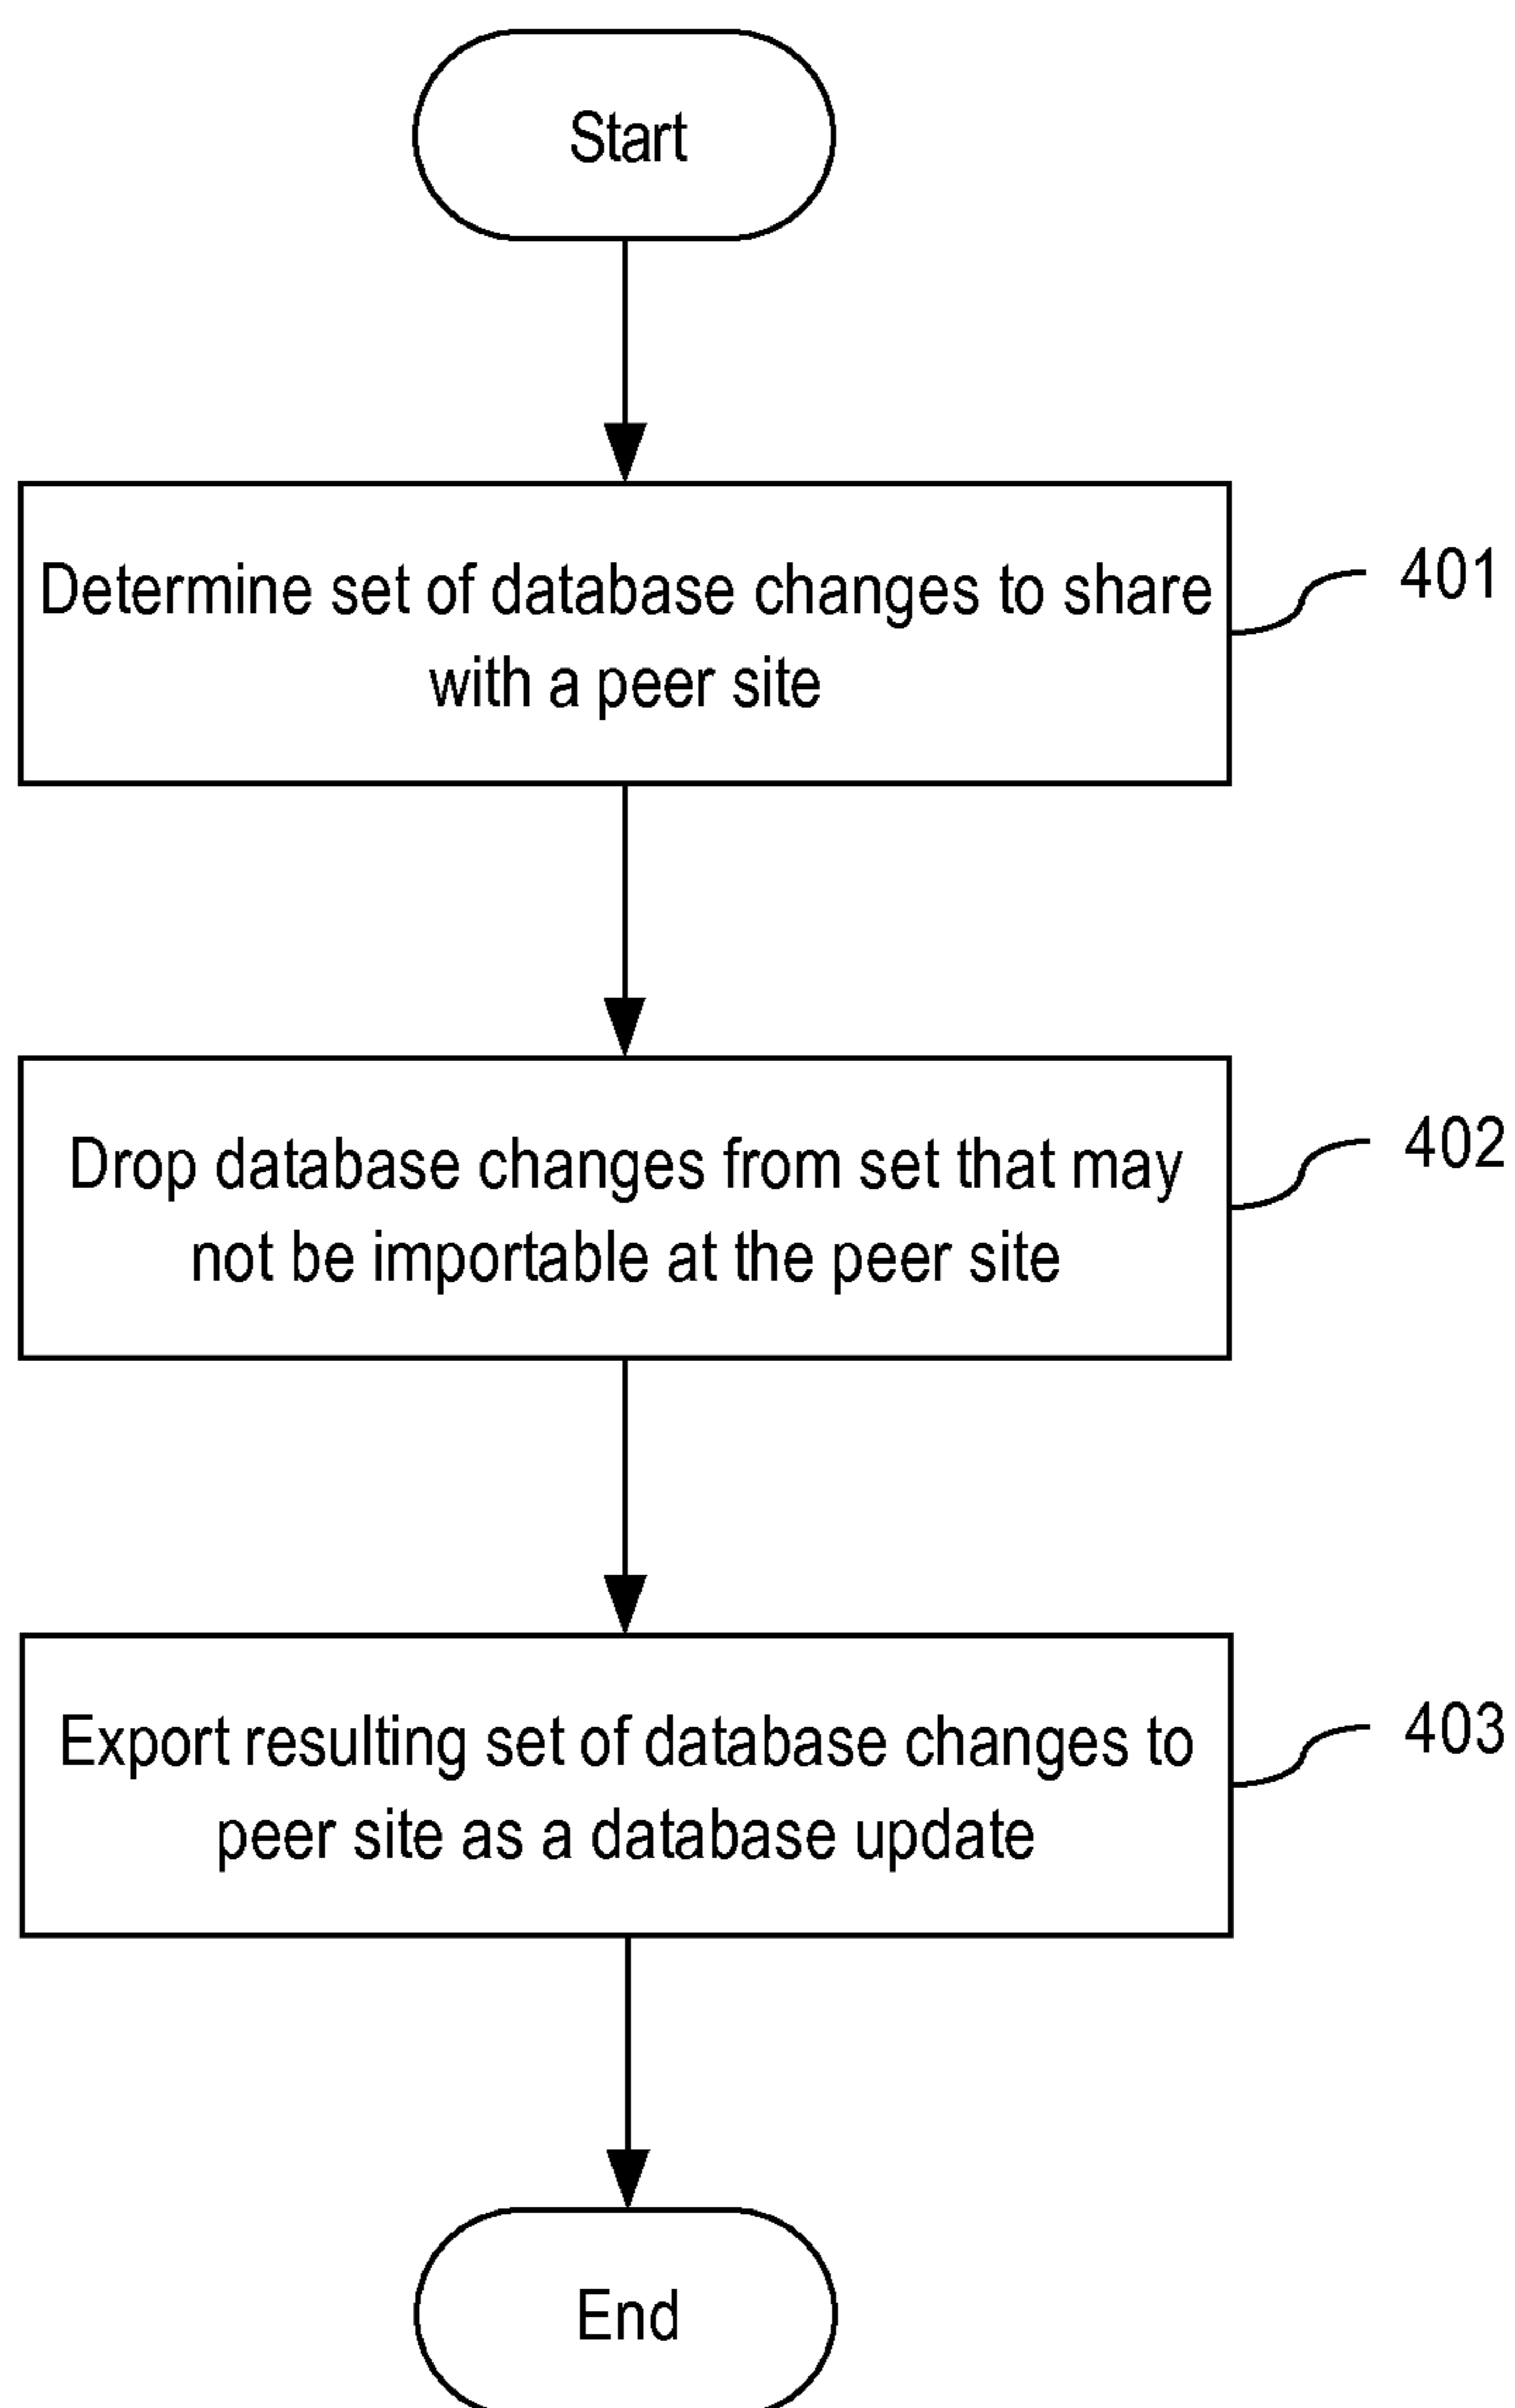 Start
Determine set of database changes to share
with a peer site
401
Drop database changes from set that may
not be importable at the peer site
402
Export resulting set of database changes to
peer site as a database update
403
End